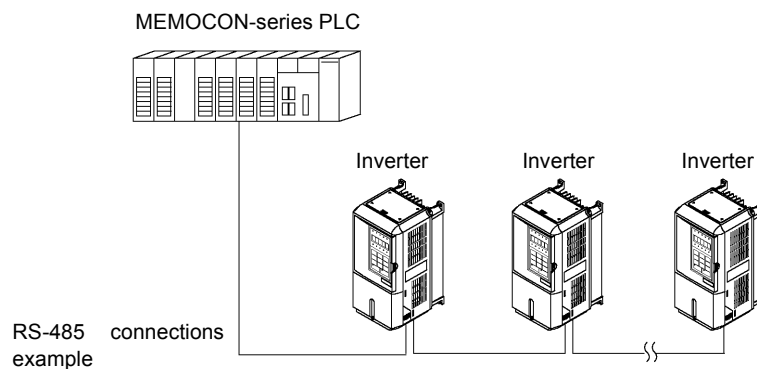 MEMOCON-series PLC
Inverter Inverter Inverter
RS-485 connections
example